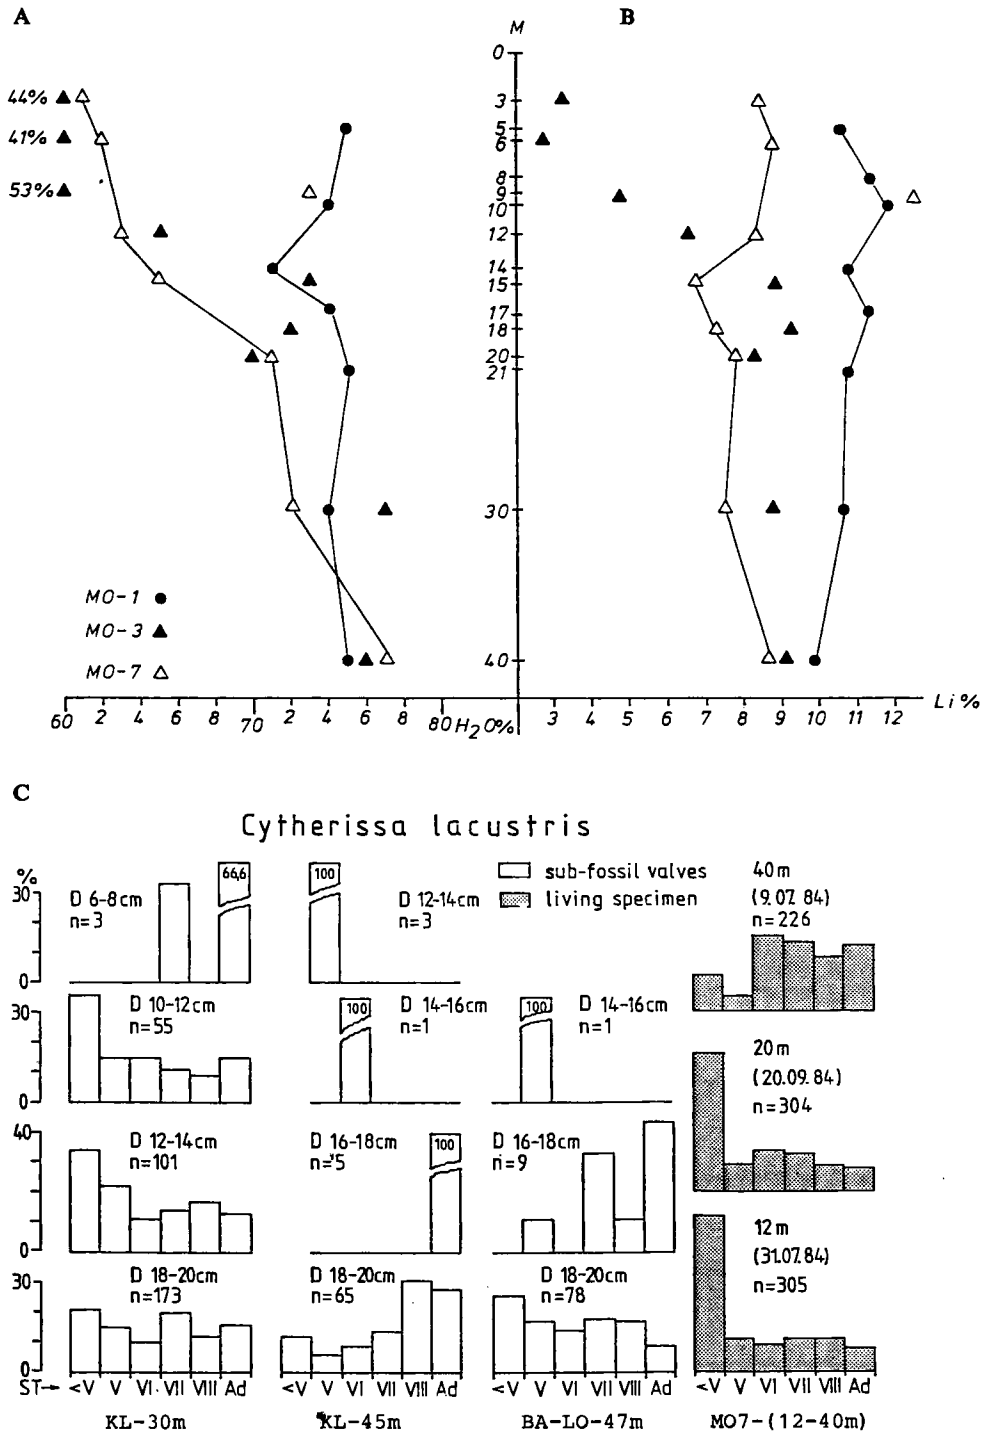 A
B
M
0
44%
3
41%
5
6
53%
8
9
10
12
14
15
17
18
20
21
30
MO-1
MO-3
MO-7
40
60 2 4 6 8 70 2 4 6 8 80 H2O%
3 4 5 6 7 8 9 10 11 12 Li%
C
Cytherissa lacustris
sub-fossil valves
living specimen
%
30
0
D 6-8cm
n=3
66,6
100
D 12-14cm
n=3
40m
(9.07. 84)
n=226
30
0
D 10-12cm
n=55
100
D 14-16cm
n=1
100
D 14-16cm
n=1
20m
(20.09. 84)
n=304
40
0
D 12-14cm
n=101
D 16-18cm
n=5
100
D 16-18cm
n=9
12m
(31.07. 84)
n=305
30
0
D 18-20cm
n=173
D 18-20cm
n=65
D 18-20cm
n=78
ST→ <V V VI VII VIII Ad <V V VI VII VIII Ad <V V VI VII VIII Ad <V V VI VII VIII Ad
KL-30m KL-45m BA-LO-47m MO7-(12-40m)